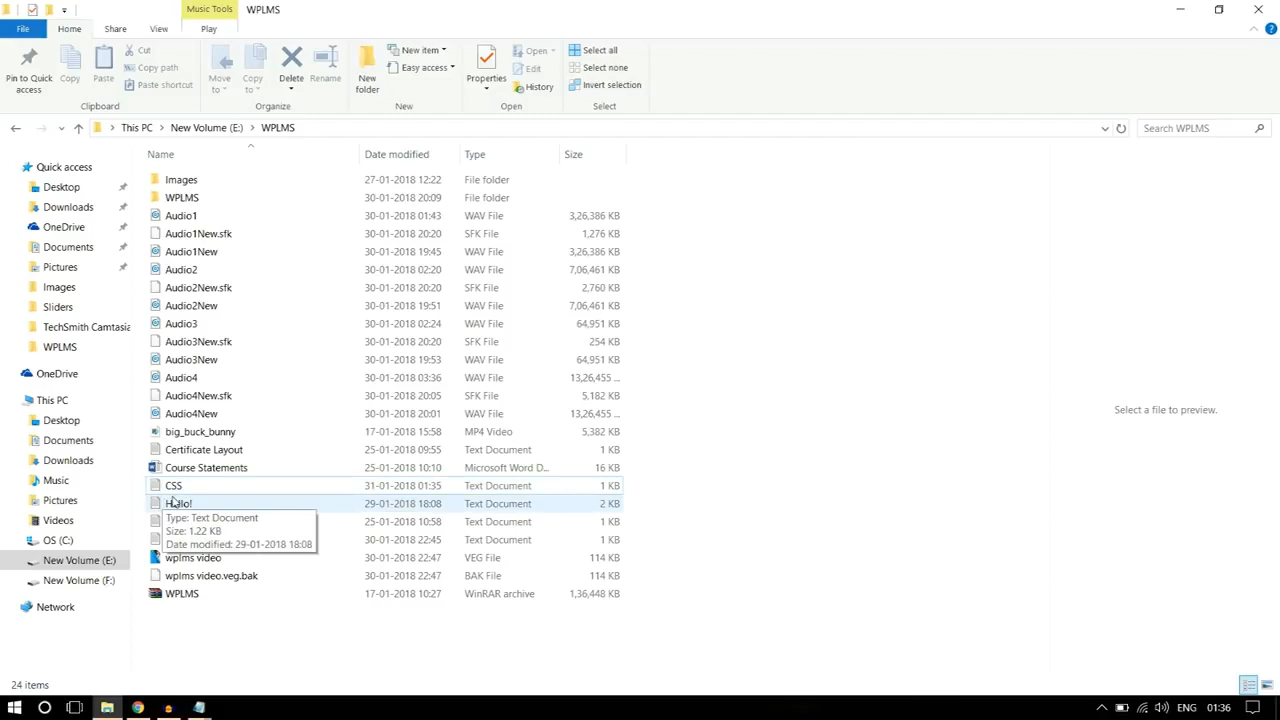 Music Tools WPLMS
File Home Share View Play
Pin to Quick access
Copy
Paste
Cut
Copy path
Paste shortcut
Clipboard
Move to
Copy to
Delete
Rename
Organize
New folder
New item
Easy access
New
Properties
Open
Edit
History
Open
Select all
Select none
Invert selection
Select
This PC > New Volume (E:) > WPLMS
Search WPLMS
Quick access
Desktop
Downloads
OneDrive
Documents
Pictures
Images
Sliders
TechSmith Camtasia
WPLMS
OneDrive
This PC
Desktop
Documents
Downloads
Music
Pictures
Videos
OS (C:)
New Volume (E:)
New Volume (F:)
Network
Name Date modified Type Size
Images 27-01-2018 12:22 File folder
WPLMS 30-01-2018 20:09 File folder
Audio1 30-01-2018 01:43 WAV File 3,26,386 KB
Audio1New.sfk 30-01-2018 20:20 SFK File 1,276 KB
Audio1New 30-01-2018 19:45 WAV File 3,26,386 KB
Audio2 30-01-2018 02:20 WAV File 7,06,461 KB
Audio2New.sfk 30-01-2018 20:20 SFK File 2,760 KB
Audio2New 30-01-2018 19:51 WAV File 7,06,461 KB
Audio3 30-01-2018 02:24 WAV File 64,951 KB
Audio3New.sfk 30-01-2018 20:20 SFK File 254 KB
Audio3New 30-01-2018 19:53 WAV File 64,951 KB
Audio4 30-01-2018 03:36 WAV File 13,26,455 ...
Audio4New.sfk 30-01-2018 20:05 SFK File 5,182 KB
Audio4New 30-01-2018 20:01 WAV File 13,26,455 ...
big_buck_bunny 17-01-2018 15:58 MP4 Video 5,382 KB
Certificate Layout 25-01-2018 09:55 Text Document 1 KB
Course Statements 25-01-2018 10:10 Microsoft Word D... 16 KB
CSS 31-01-2018 01:35 Text Document 1 KB
Hello! 29-01-2018 18:08 Text Document 2 KB
25-01-2018 10:58 Text Document 1 KB
30-01-2018 22:45 Text Document 1 KB
Type: Text Document
Size: 1.22 KB
Date modified: 29-01-2018 18:08
wplms video 30-01-2018 22:47 VEG File 114 KB
wplms video.veg.bak 30-01-2018 22:47 BAK File 114 KB
WPLMS 17-01-2018 10:27 WinRAR archive 1,36,448 KB
Select a file to preview.
24 items
ENG 01:36